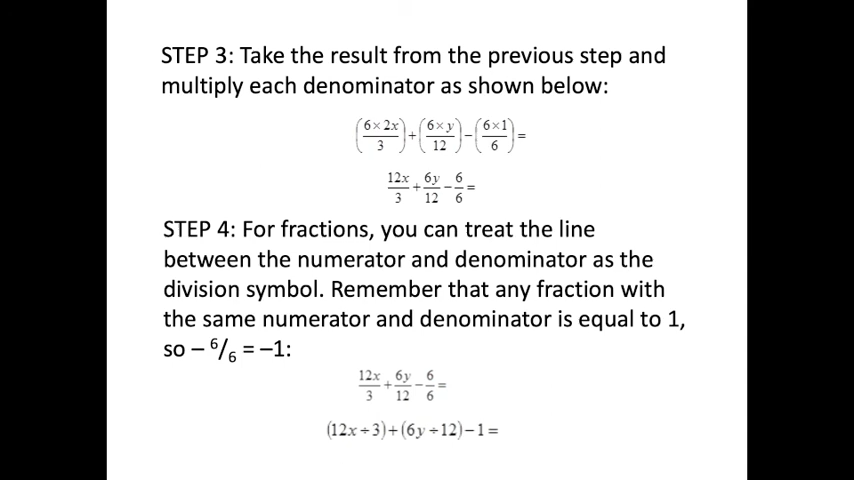 STEP 3: Take the result from the previous step and
multiply each denominator as shown below:
(6×2x/3)+(6×y/12)−(6×1/6)=
12x/3+6y/12−6/6=
STEP 4: For fractions, you can treat the line
between the numerator and denominator as the
division symbol. Remember that any fraction with
the same numerator and denominator is equal to 1,
so – ⁶/₆ = –1:
12x/3+6y/12−6/6=
(12x÷3)+(6y÷12)−1=